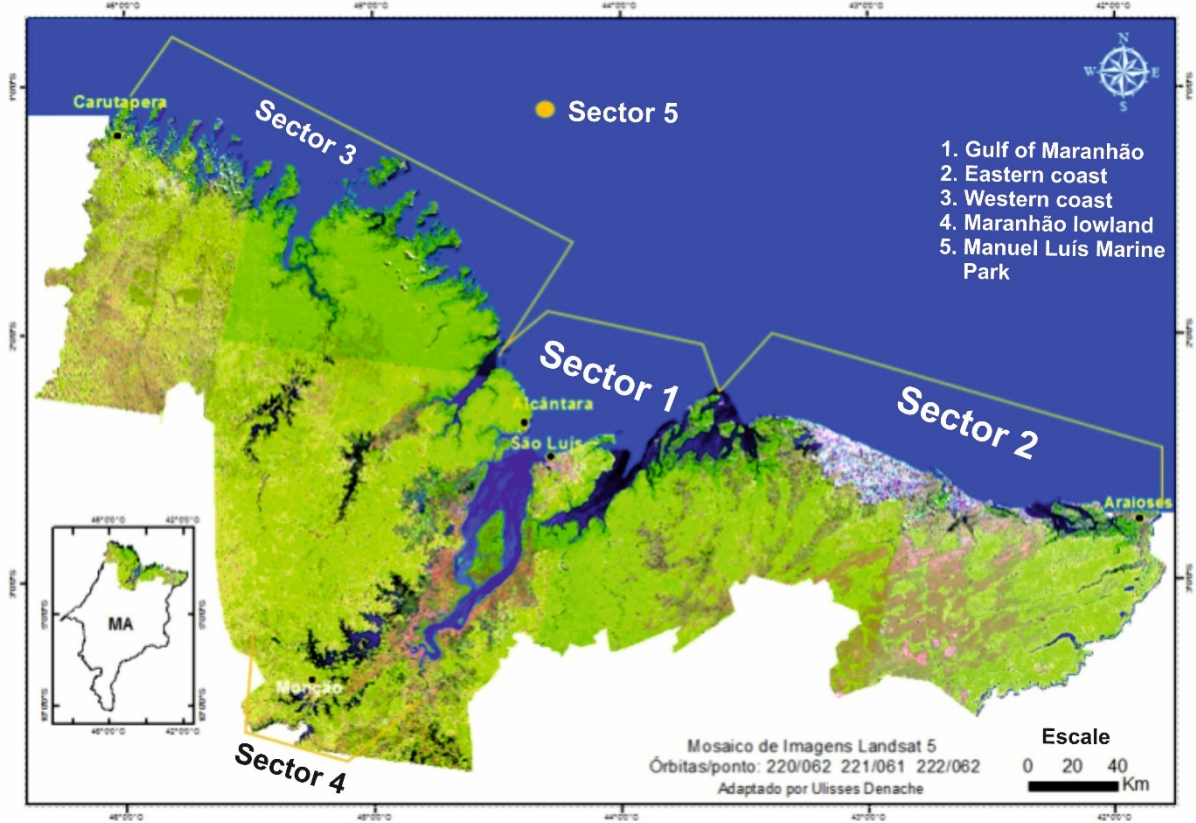 Carutapera
Sector 3
Sector 5
N
W E
S
1. Gulf of Maranhão
2. Eastern coast
3. Western coast
4. Maranhão lowland
5. Manuel Luís Marine
Park
Sector 1
Sector 2
Alcântara
São Luís
Araioses
MA
Monção
Sector 4
Mosaico de Imagens Landsat 5
Órbitas/ponto: 220/062 221/061 222/062
Adaptado por Ulisses Denache
Escale
0 20 40
Km